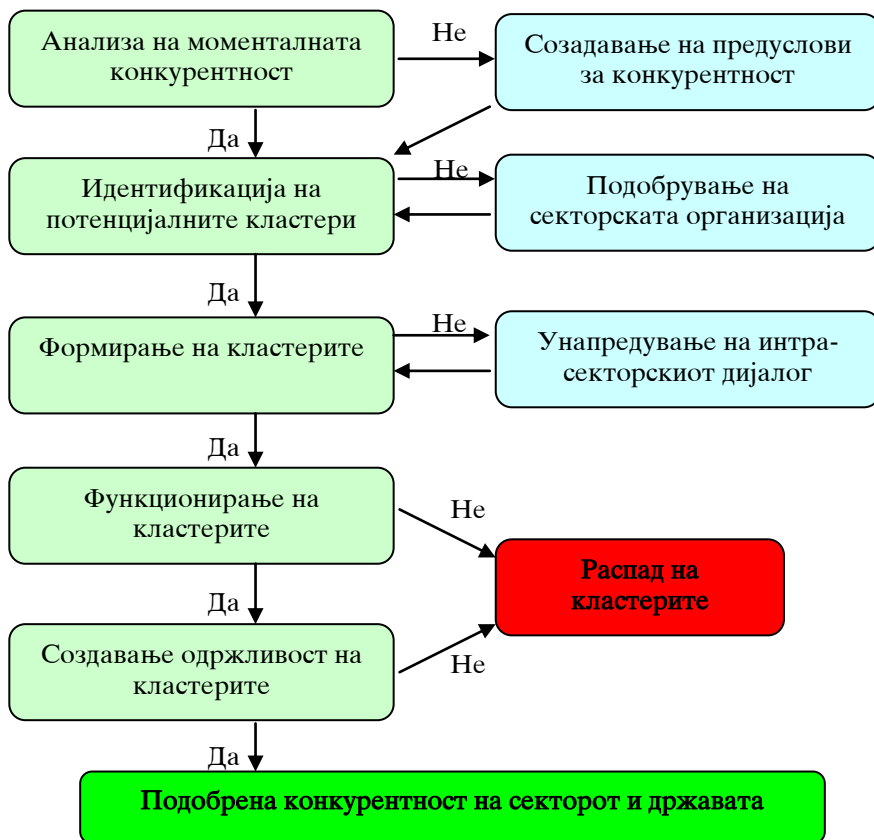 Анализа на моменталната
конкурентност
Не
Созадавање на предуслови
за конкурентност
Да
Идентификација на
потенцијалните кластери
Не
Подобрување на
секторската организација
Да
Формирање на кластерите
Не
Унапредување на интра-
секторскиот дијалог
Да
Функционирање на
кластерите
Не
Распад на
кластерите
Да
Создавање одржливост на
кластерите
Не
Да
Подобрена конкурентност на секторот и државата